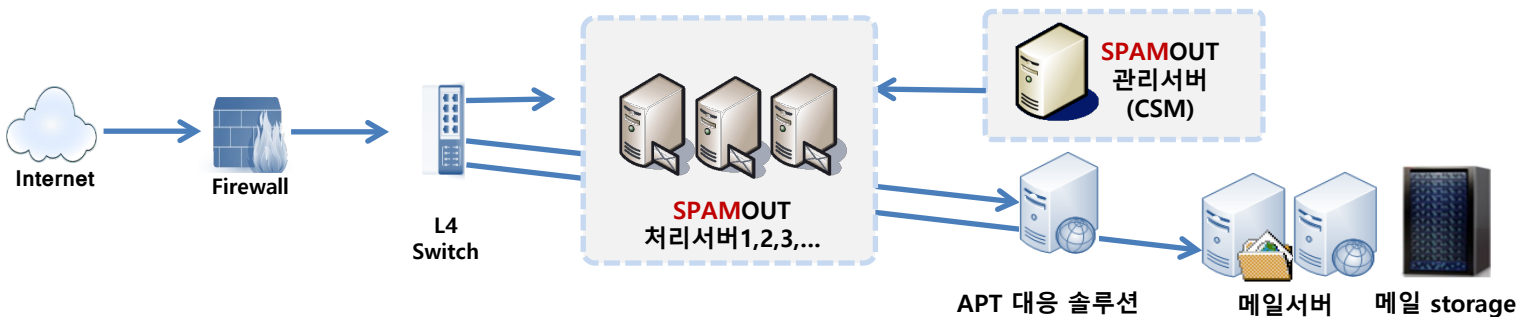 Internet
Firewall
L4
Switch
SPAMOUT
처리서버1,2,3,...
SPAMOUT
관리서버
(CSM)
APT 대응 솔루션
메일서버
메일 storage